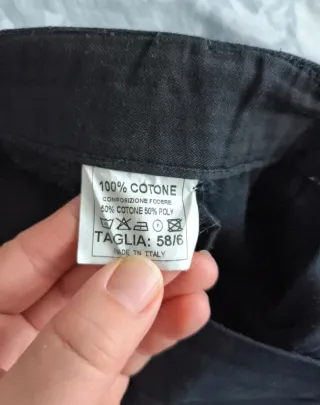 100% COTONE
COMPOSIZIONE FODERE
50% COTONE 50% POLY
TAGLIA: 58/6
MADE IN ITALY